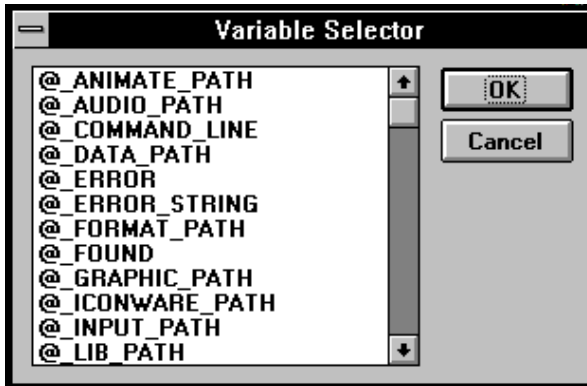 Variable Selector
@_ANIMATE_PATH
@_AUDIO_PATH
@_COMMAND_LINE
@_DATA_PATH
@_ERROR
@_ERROR_STRING
@_FORMAT_PATH
@_FOUND
@_GRAPHIC_PATH
@_ICONWARE_PATH
@_INPUT_PATH
@_LIB_PATH
OK
Cancel